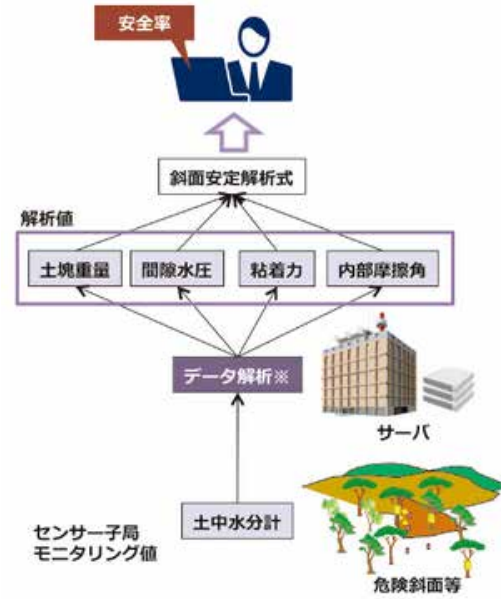 安全率
斜面安定解析式
解析値
土塊重量
間隙水圧
粘着力
内部摩擦角
データ解析※
サーバ
センサー子局
モニタリング値
土中水分計
危険斜面等